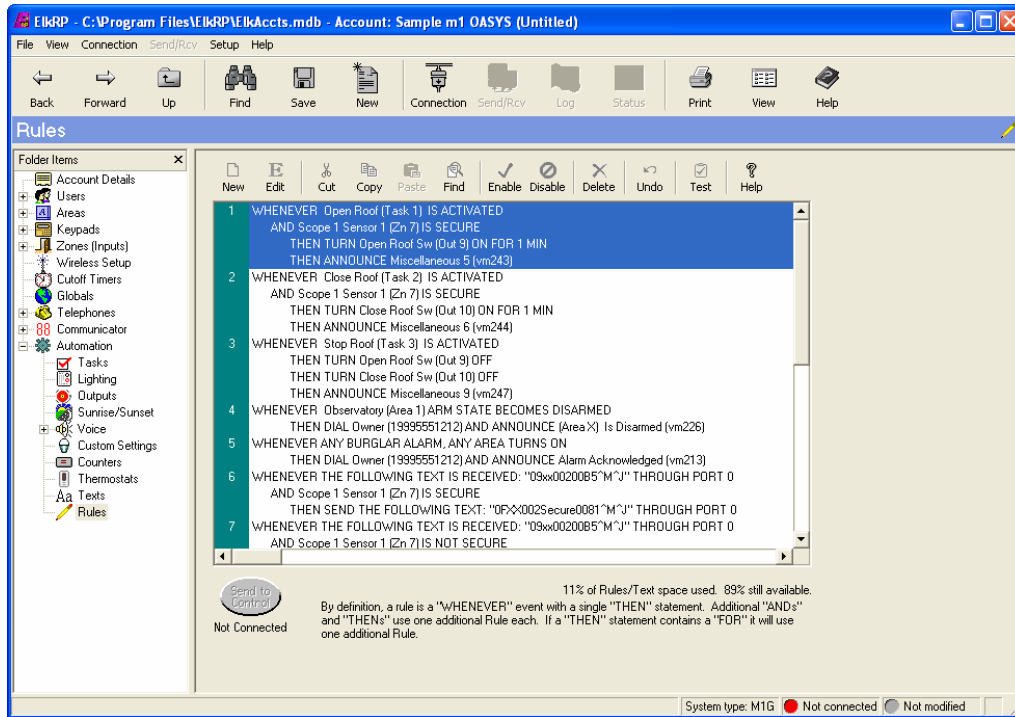 ElkRP - C:\Program Files\ElkRP\ElkAccts.mdb - Account: Sample m1 OASYS (Untitled)
File View Connection Send/Rcv Setup Help
Back Forward Up Find Save New Connection Send/Rcv Log Status Print View Help
Rules
Folder Items
Account Details
Users
Areas
Keypads
Zones (Inputs)
Wireless Setup
Cutoff Timers
Globals
Telephones
88 Communicator
Automation
Tasks
Lighting
Outputs
Sunrise/Sunset
Voice
Custom Settings
Counters
Thermostats
Aa Texts
Rules
New Edit Cut Copy Paste Find Enable Disable Delete Undo Test Help
1 WHENEVER Open Roof (Task 1) IS ACTIVATED
AND Scope 1 Sensor 1 (Zn 7) IS SECURE
THEN TURN Open Roof Sw (Out 9) ON FOR 1 MIN
THEN ANNOUNCE Miscellaneous 5 (vm243)
2 WHENEVER Close Roof (Task 2) IS ACTIVATED
AND Scope 1 Sensor 1 (Zn 7) IS SECURE
THEN TURN Close Roof Sw (Out 10) ON FOR 1 MIN
THEN ANNOUNCE Miscellaneous 6 (vm244)
3 WHENEVER Stop Roof (Task 3) IS ACTIVATED
THEN TURN Open Roof Sw (Out 9) OFF
THEN TURN Close Roof Sw (Out 10) OFF
THEN ANNOUNCE Miscellaneous 9 (vm247)
4 WHENEVER Observatory (Area 1) ARM STATE BECOMES DISARMED
THEN DIAL Owner (19995551212) AND ANNOUNCE (Area X) Is Disarmed (vm226)
5 WHENEVER ANY BURGLAR ALARM, ANY AREA TURNS ON
THEN DIAL Owner (19995551212) AND ANNOUNCE Alarm Acknowledged (vm213)
6 WHENEVER THE FOLLOWING TEXT IS RECEIVED: "09xx00200B5^M^J" THROUGH PORT 0
AND Scope 1 Sensor 1 (Zn 7) IS SECURE
THEN SEND THE FOLLOWING TEXT: "0FXX002Secure0081^M^J" THROUGH PORT 0
7 WHENEVER THE FOLLOWING TEXT IS RECEIVED: "09xx00200B5^M^J" THROUGH PORT 0
AND Scope 1 Sensor 1 (Zn 7) IS NOT SECURE
Send to Control
Not Connected
11% of Rules/Text space used. 89% still available.
By definition, a rule is a "WHENEVER" event with a single "THEN" statement. Additional "ANDs"
and "THENs" use one additional Rule each. If a "THEN" statement contains a "FOR" it will use
one additional Rule.
System type: M1G Not connected Not modified